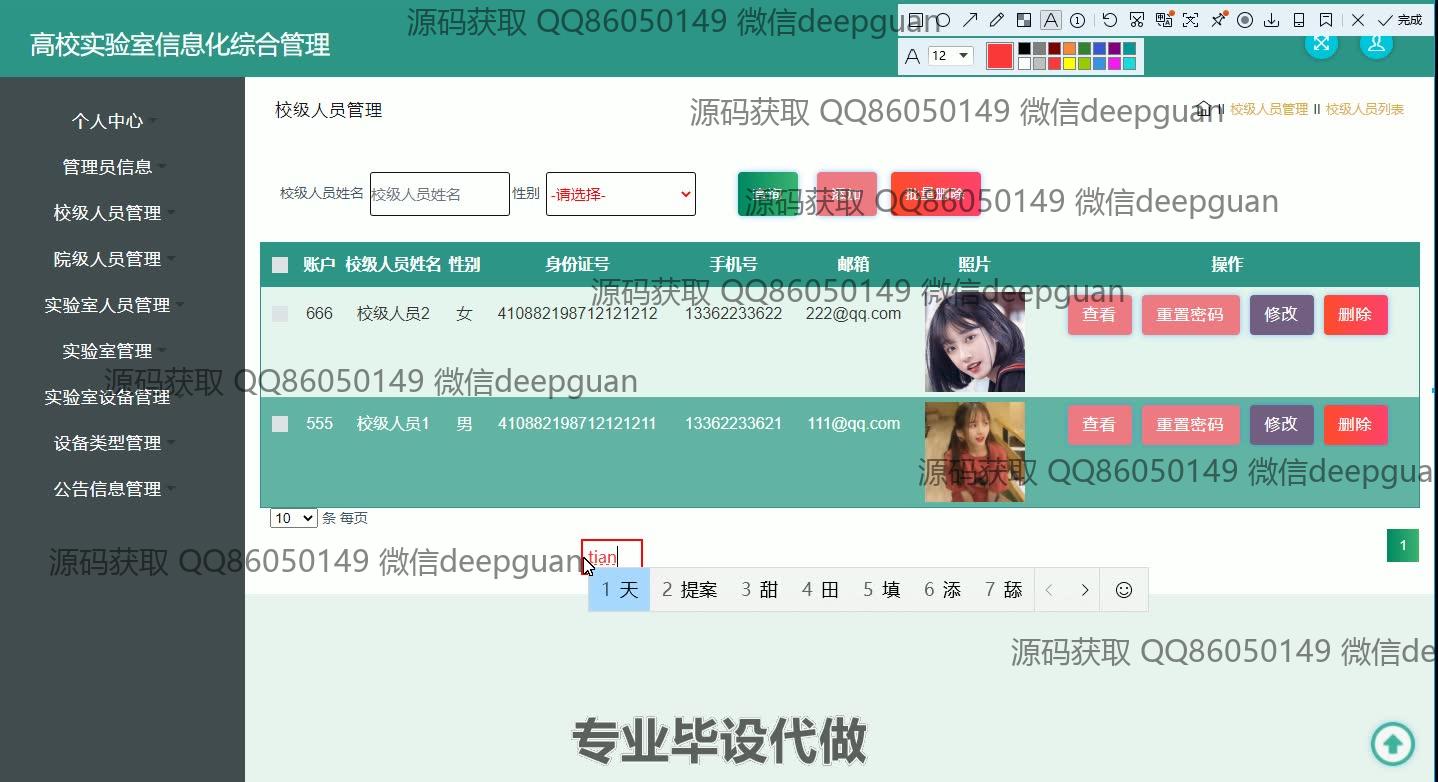 源码获取 QQ86050149 微信deepguan
高校实验室信息化综合管理
完成
A 12
个人中心
管理员信息
校级人员管理
院级人员管理
实验室人员管理
实验室管理
实验室设备管理
设备类型管理
公告信息管理
校级人员管理
源码获取 QQ86050149 微信deepguan
II 校级人员管理 II 校级人员列表
校级人员姓名 校级人员姓名 性别 -请选择- 查询 添加 批量删除
源码获取 QQ86050149 微信deepguan
账户 校级人员姓名 性别 身份证号 手机号 邮箱 照片 操作
源码获取 QQ86050149 微信deepguan
666 校级人员2 女 410882198712121212 13362233622 222@qq.com 查看 重置密码 修改 删除
源码获取 QQ86050149 微信deepguan
555 校级人员1 男 410882198712121211 13362233621 111@qq.com 查看 重置密码 修改 删除
源码获取 QQ86050149 微信deepgua
10 条 每页
1
源码获取 QQ86050149 微信deepguan
tian
1 天 2 提案 3 甜 4 田 5 填 6 添 7 舔
源码获取 QQ86050149 微信de
专业毕设代做